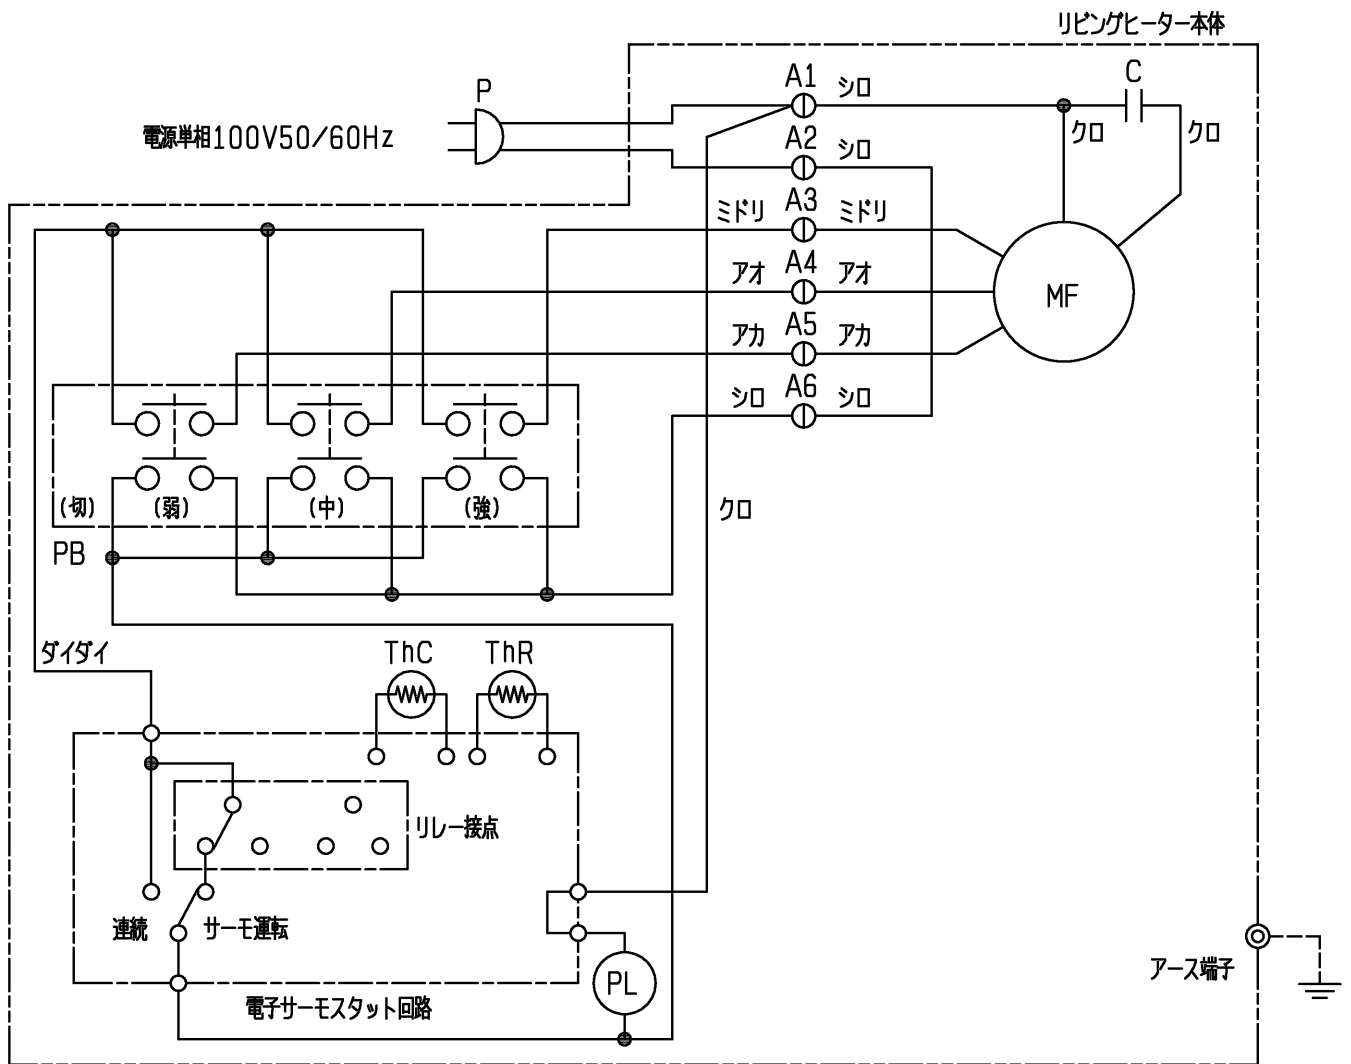 リビングヒーター本体
P
電源単相100V50/60Hz
A1 シロ
C
クロ クロ
A2 シロ
ミドリ A3 ミドリ
アオ A4 アオ
MF
アカ A5 アカ
シロ A6 シロ
(切) (弱) (中) (強)
クロ
PB
ダイダイ
ThC ThR
リレー接点
連続 サーモ運転
PL
アース端子
電子サーモスタット回路